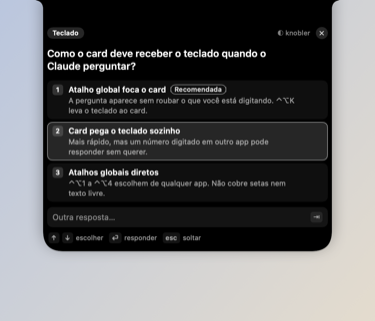 Teclado
knobler
Como o card deve receber o teclado quando o
Claude perguntar?
1 Atalho global foca o card Recomendada
A pergunta aparece sem roubar o que você está digitando. ⌃⌥K
leva o teclado ao card.
2 Card pega o teclado sozinho
Mais rápido, mas um número digitado em outro app pode
responder sem querer.
3 Atalhos globais diretos
⌃⌥1 a ⌃⌥4 escolhem de qualquer app. Não cobre setas nem
texto livre.
Outra resposta...
↑ ↓ escolher ↩ responder esc soltar